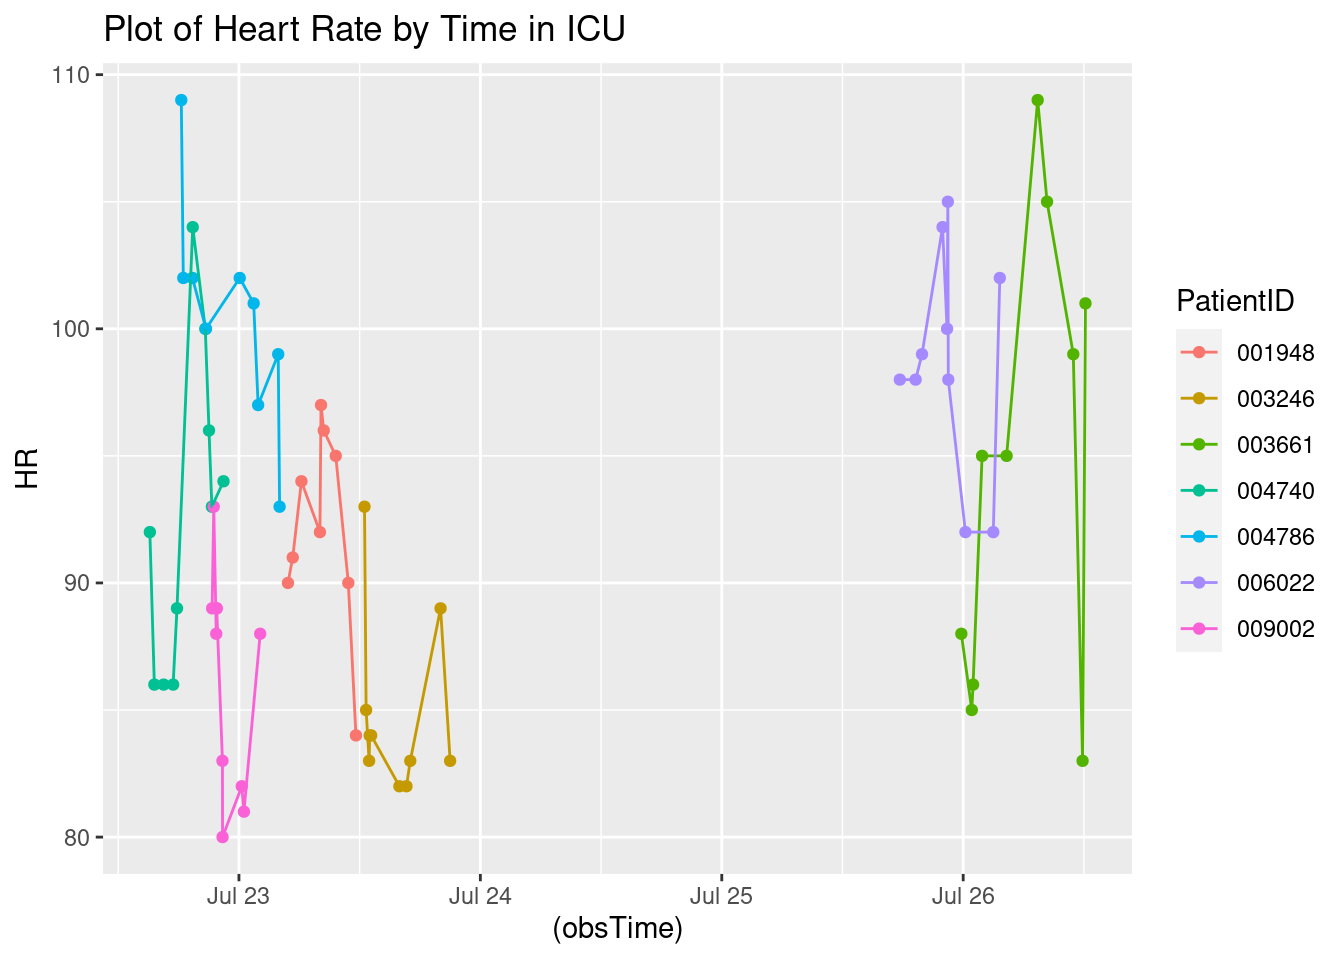 Plot of Heart Rate by Time in ICU
110
100
90
80
HR
Jul 23
Jul 24
Jul 25
Jul 26
(obsTime)
PatientID
001948
003246
003661
004740
004786
006022
009002